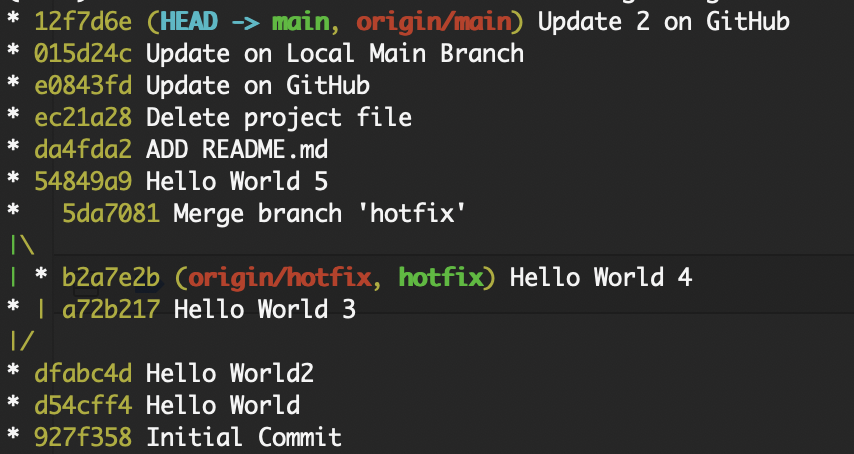 * 12f7d6e (HEAD -> main, origin/main) Update 2 on GitHub
* 015d24c Update on Local Main Branch
* e0843fd Update on GitHub
* ec21a28 Delete project file
* da4fda2 ADD README.md
* 54849a9 Hello World 5
*   5da7081 Merge branch 'hotfix'
|\
| * b2a7e2b (origin/hotfix, hotfix) Hello World 4
* | a72b217 Hello World 3
|/
* dfabc4d Hello World2
* d54cff4 Hello World
* 927f358 Initial Commit